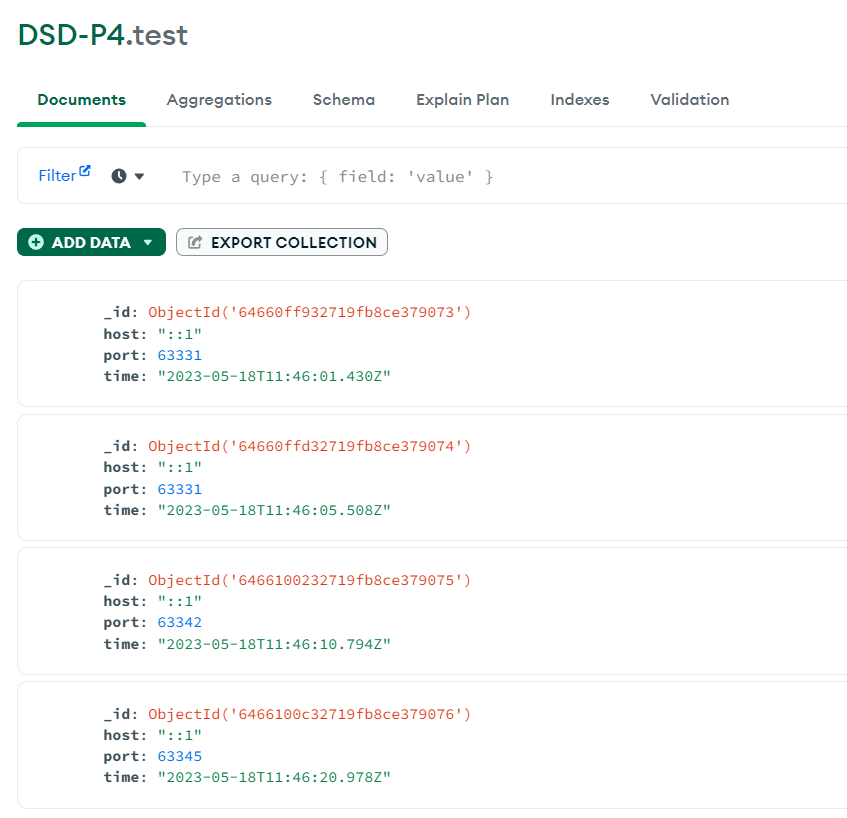 DSD-P4.test
Documents Aggregations Schema Explain Plan Indexes Validation
Filter Type a query: { field: 'value' }
ADD DATA EXPORT COLLECTION
_id: ObjectId('64660ff932719fb8ce379073')
host: "::1"
port: 63331
time: "2023-05-18T11:46:01.430Z"
_id: ObjectId('64660ffd32719fb8ce379074')
host: "::1"
port: 63331
time: "2023-05-18T11:46:05.508Z"
_id: ObjectId('6466100232719fb8ce379075')
host: "::1"
port: 63342
time: "2023-05-18T11:46:10.794Z"
_id: ObjectId('6466100c32719fb8ce379076')
host: "::1"
port: 63345
time: "2023-05-18T11:46:20.978Z"